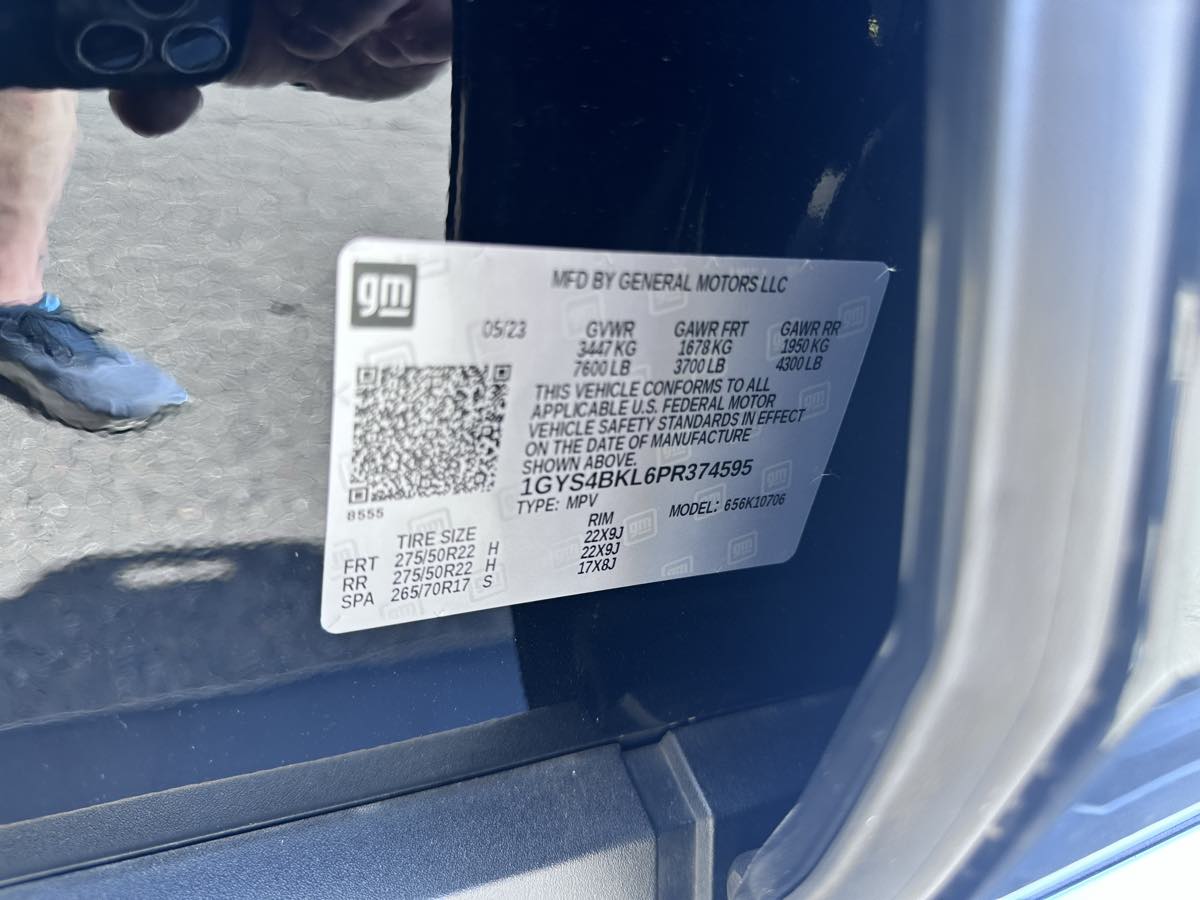 gm
MFD BY GENERAL MOTORS LLC
05/23 GVWR GAWR FRT GAWR RR
3447 KG 1678 KG 1950 KG
7600 LB 3700 LB 4300 LB
THIS VEHICLE CONFORMS TO ALL
APPLICABLE U.S. FEDERAL MOTOR
VEHICLE SAFETY STANDARDS IN EFFECT
ON THE DATE OF MANUFACTURE
SHOWN ABOVE.
1GYS4BKL6PR374595
TYPE: MPV MODEL: 656K10706
8555
TIRE SIZE RIM
FRT 275/50R22 H 22X9J
RR 275/50R22 H 22X9J
SPA 265/70R17 S 17X8J